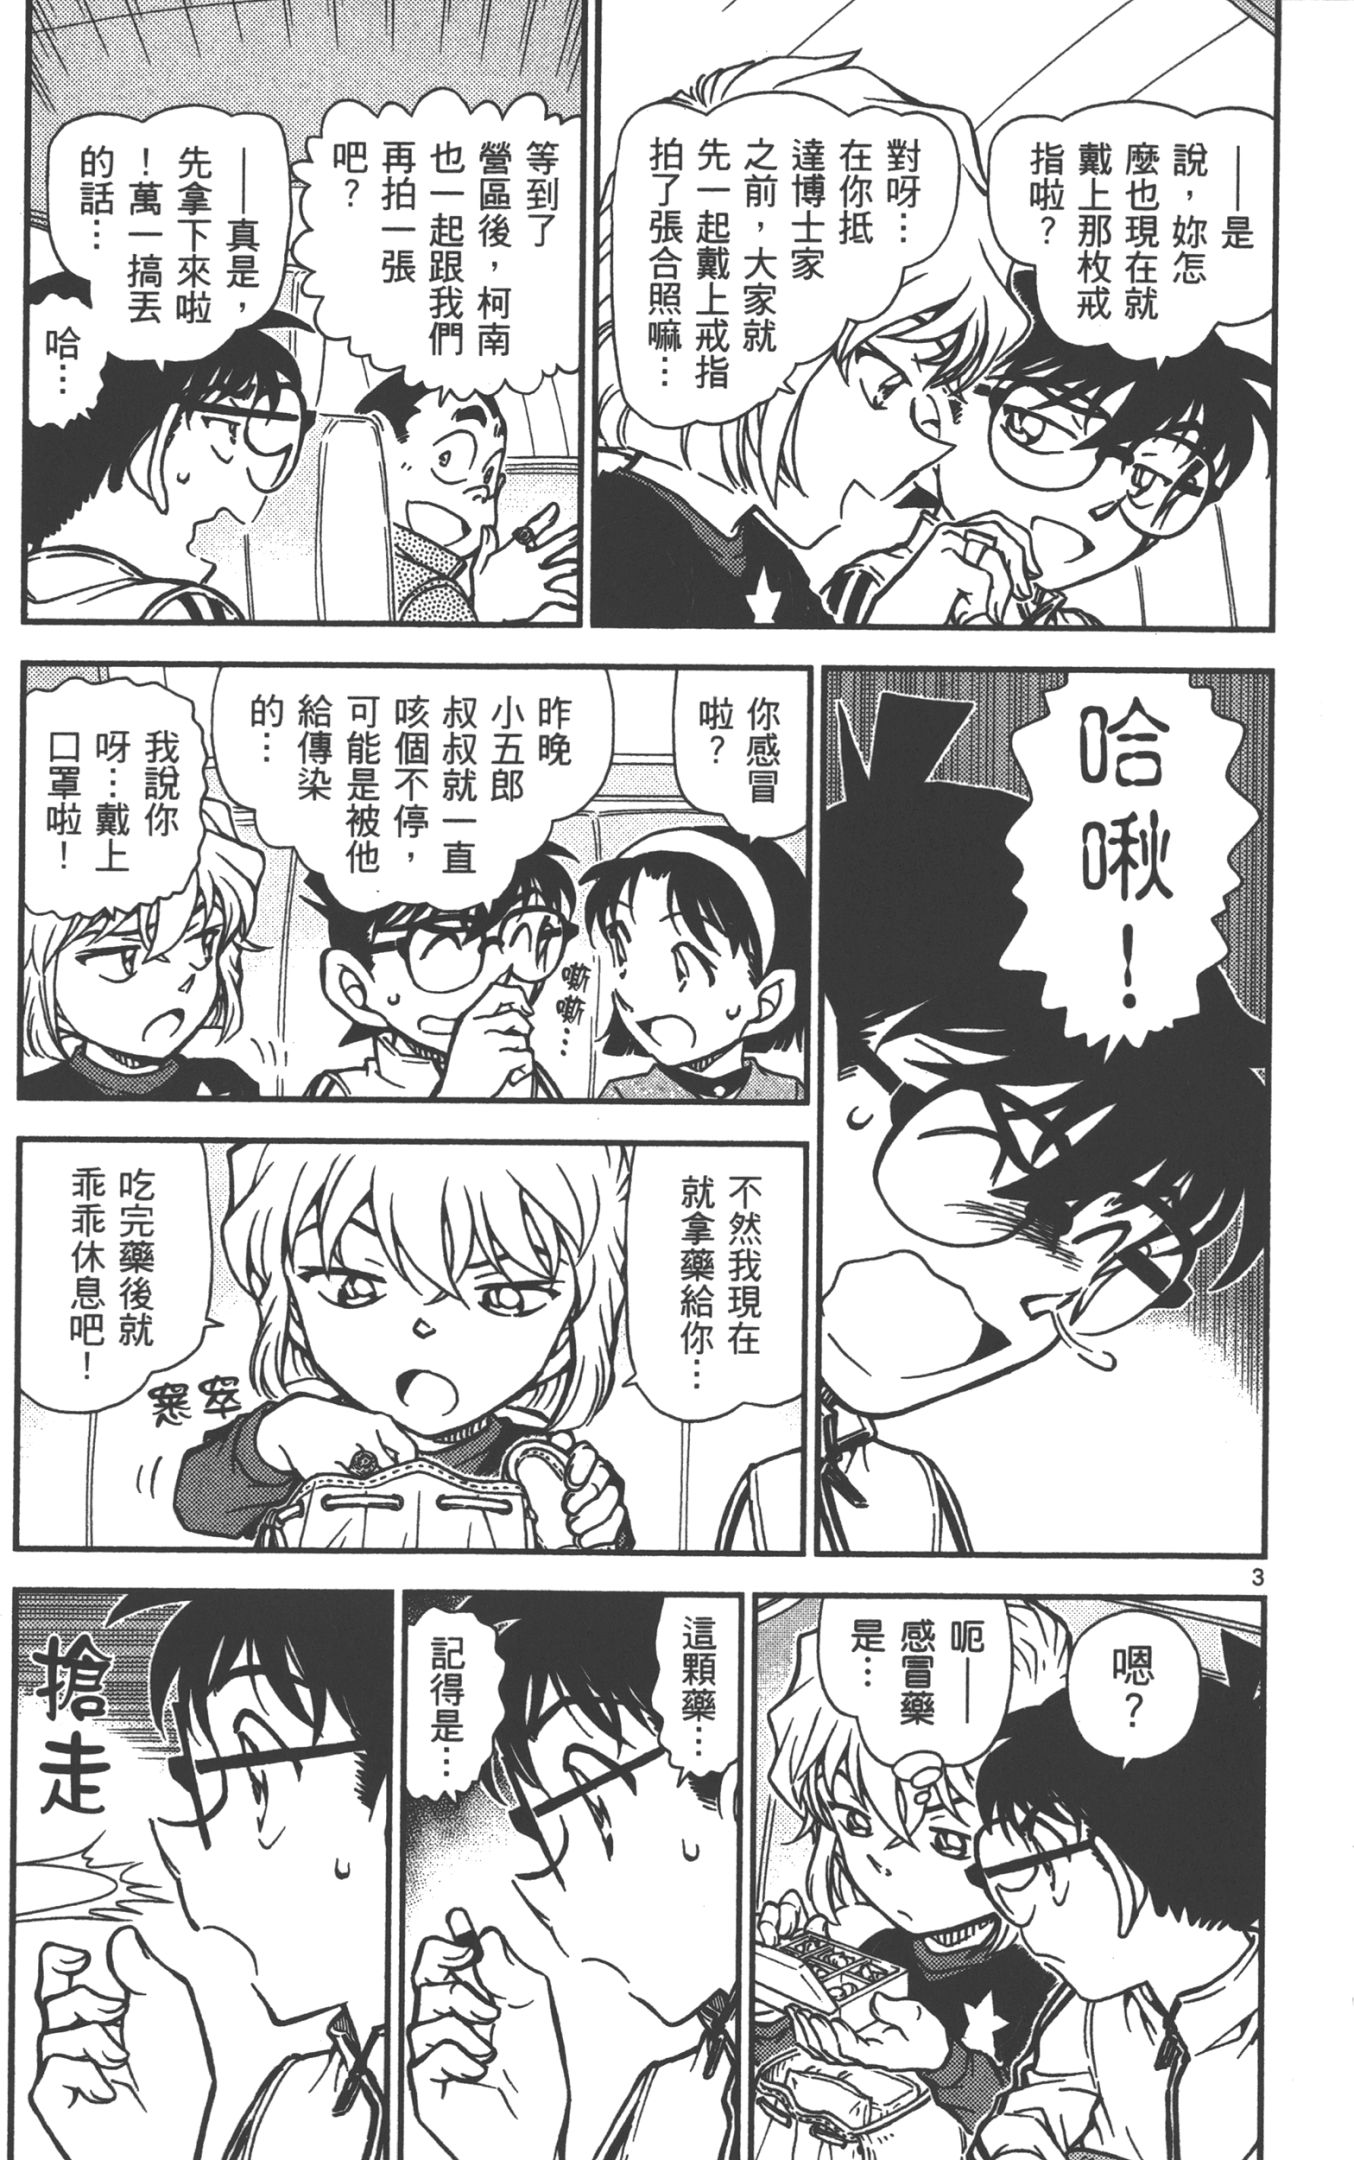 ——是
說，妳怎
麼也現在就
戴上那枚戒
指啦？
對呀…
在你抵
達博士家
之前，大家就
先一起戴上戒指
拍了張合照嘛…
等到了
營區後，柯南
也一起跟我們
再拍一張
吧？
——真是，
先拿下來啦
！萬一搞丟
的話…
哈…
哈啾！
你感冒
啦？
昨晚
小五郎
叔叔就一直
咳個不停，
可能是被他
給傳染
的…
嘶嘶…
我說你
呀…戴上
口罩啦！
不然我現在
就拿藥給你…
吃完藥後就
乖乖休息吧！
窸窣
3
嗯？
呃——
感冒藥
是…
這顆藥…
記得是…
搶走